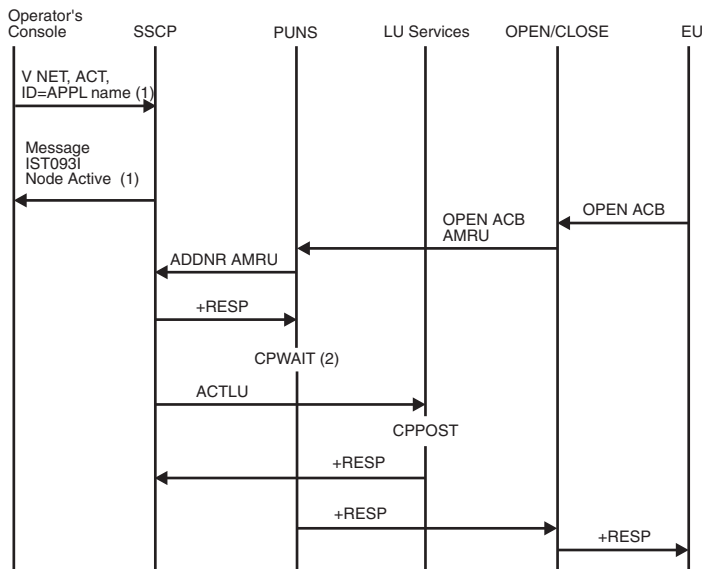 Operator's
Console
SSCP
PUNS
LU Services
OPEN/CLOSE
EU
V NET, ACT,
ID=APPL name (1)
Message
IST093I
Node Active (1)
OPEN ACB
OPEN ACB
AMRU
ADDNR AMRU
+RESP
CPWAIT (2)
ACTLU
CPPOST
+RESP
+RESP
+RESP